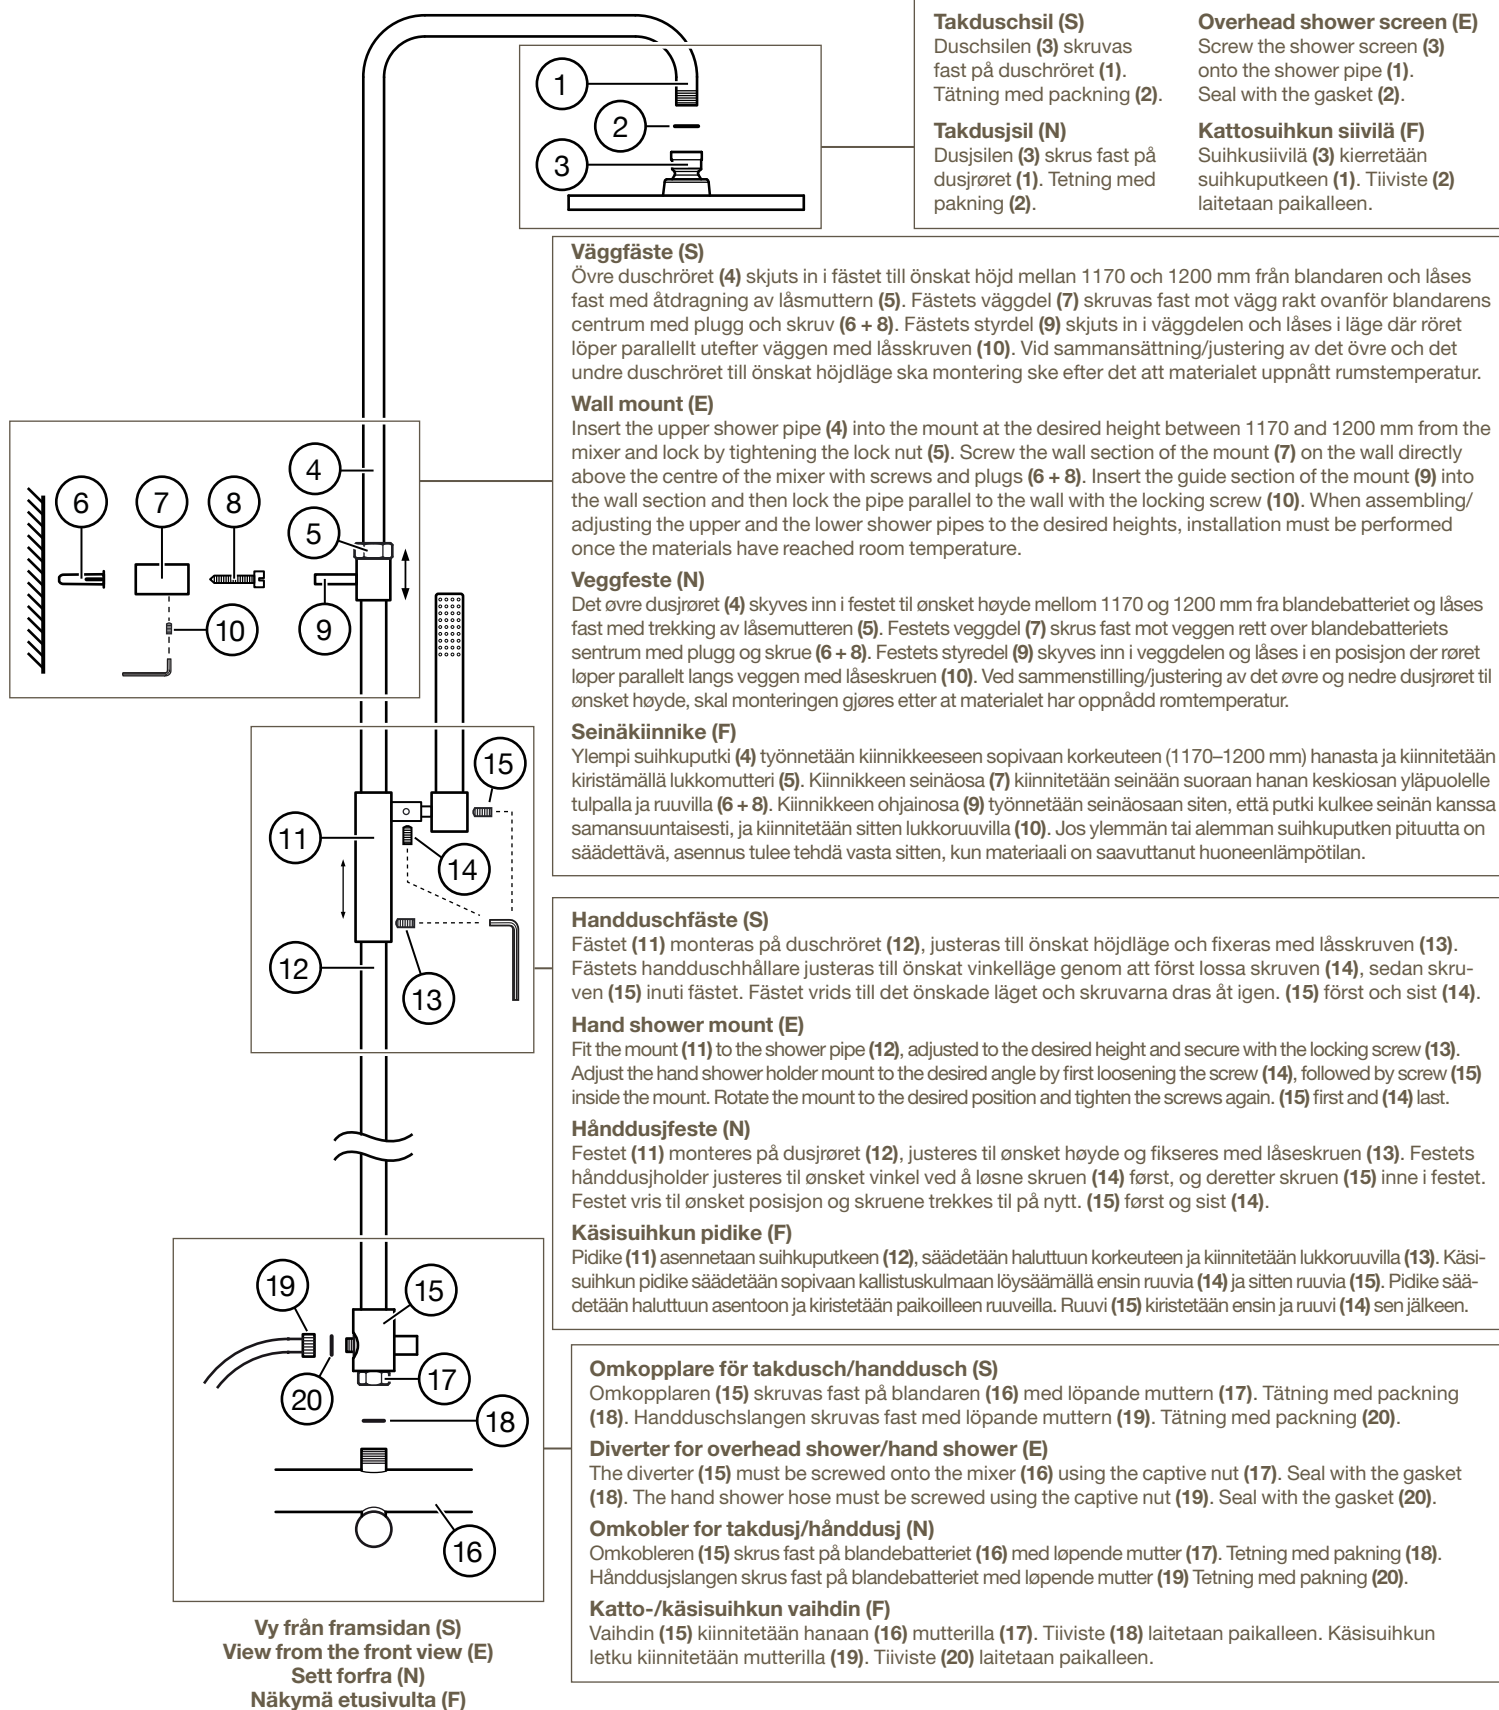 Takduschsil (S)
Duschsilen (3) skruvas
fast på duschröret (1).
Tätning med packning (2).
Overhead shower screen (E)
Screw the shower screen (3)
onto the shower pipe (1).
Seal with the gasket (2).
Takdusjsil (N)
Dusjsilen (3) skrus fast på
dusjrøret (1). Tetning med
pakning (2).
Kattosuihkun siivilä (F)
Suihkusiivilä (3) kierretään
suihkuputkeen (1). Tiiviste (2)
laitetaan paikalleen.
1
2
3
Väggfäste (S)
Övre duschröret (4) skjuts in i fästet till önskat höjd mellan 1170 och 1200 mm från blandaren och låses
fast med åtdragning av låsmuttern (5). Fästets väggdel (7) skruvas fast mot vägg rakt ovanför blandarens
centrum med plugg och skruv (6 + 8). Fästets styrdel (9) skjuts in i väggdelen och låses i läge där röret
löper parallellt utefter väggen med låsskruven (10). Vid sammansättning/justering av det övre och det
undre duschröret till önskat höjdläge ska montering ske efter det att materialet uppnått rumstemperatur.
Wall mount (E)
Insert the upper shower pipe (4) into the mount at the desired height between 1170 and 1200 mm from the
mixer and lock by tightening the lock nut (5). Screw the wall section of the mount (7) on the wall directly
above the centre of the mixer with screws and plugs (6 + 8). Insert the guide section of the mount (9) into
the wall section and then lock the pipe parallel to the wall with the locking screw (10). When assembling/
adjusting the upper and the lower shower pipes to the desired heights, installation must be performed
once the materials have reached room temperature.
Veggfeste (N)
Det øvre dusjrøret (4) skyves inn i festet til ønsket høyde mellom 1170 og 1200 mm fra blandebatteriet og låses
fast med trekking av låsemutteren (5). Festets veggdel (7) skrus fast mot veggen rett over blandebatteriets
sentrum med plugg og skrue (6 + 8). Festets styredel (9) skyves inn i veggdelen og låses i en posisjon der røret
løper parallelt langs veggen med låseskruen (10). Ved sammenstilling/justering av det øvre og nedre dusjrøret til
ønsket høyde, skal monteringen gjøres etter at materialet har oppnådd romtemperatur.
Seinäkiinnike (F)
Ylempi suihkuputki (4) työnnetään kiinnikkeeseen sopivaan korkeuteen (1170–1200 mm) hanasta ja kiinnitetään
kiristämällä lukkomutteri (5). Kiinnikkeen seinäosa (7) kiinnitetään seinään suoraan hanan keskiosan yläpuolelle
tulpalla ja ruuvilla (6 + 8). Kiinnikkeen ohjainosa (9) työnnetään seinäosaan siten, että putki kulkee seinän kanssa
samansuuntaisesti, ja kiinnitetään sitten lukkoruuvilla (10). Jos ylemmän tai alemman suihkuputken pituutta on
säädettävä, asennus tulee tehdä vasta sitten, kun materiaali on saavuttanut huoneenlämpötilan.
4
6
7
8
5
9
10
15
11
14
12
13
Handduschfäste (S)
Fästet (11) monteras på duschröret (12), justeras till önskat höjdläge och fixeras med låsskruven (13).
Fästets handduschhållare justeras till önskat vinkelläge genom att först lossa skruven (14), sedan skru-
ven (15) inuti fästet. Fästet vrids till det önskade läget och skruvarna dras åt igen. (15) först och sist (14).
Hand shower mount (E)
Fit the mount (11) to the shower pipe (12), adjusted to the desired height and secure with the locking screw (13).
Adjust the hand shower holder mount to the desired angle by first loosening the screw (14), followed by screw (15)
inside the mount. Rotate the mount to the desired position and tighten the screws again. (15) first and (14) last.
Hånddusjfeste (N)
Festet (11) monteres på dusjrøret (12), justeres til ønsket høyde og fikseres med låseskruen (13). Festets
hånddusjholder justeres til ønsket vinkel ved å løsne skruen (14) først, og deretter skruen (15) inne i festet.
Festet vris til ønsket posisjon og skruene trekkes til på nytt. (15) først og sist (14).
Käsisuihkun pidike (F)
Pidike (11) asennetaan suihkuputkeen (12), säädetään haluttuun korkeuteen ja kiinnitetään lukkoruuvilla (13). Käsi-
suihkun pidike säädetään sopivaan kallistuskulmaan löysäämällä ensin ruuvia (14) ja sitten ruuvia (15). Pidike sää-
detään haluttuun asentoon ja kiristetään paikoilleen ruuveilla. Ruuvi (15) kiristetään ensin ja ruuvi (14) sen jälkeen.
19
15
20
17
18
16
Omkopplare för takdusch/handdusch (S)
Omkopplaren (15) skruvas fast på blandaren (16) med löpande muttern (17). Tätning med packning
(18). Handduschslangen skruvas fast med löpande muttern (19). Tätning med packning (20).
Diverter for overhead shower/hand shower (E)
The diverter (15) must be screwed onto the mixer (16) using the captive nut (17). Seal with the gasket
(18). The hand shower hose must be screwed using the captive nut (19). Seal with the gasket (20).
Omkobler for takdusj/hånddusj (N)
Omkobleren (15) skrus fast på blandebatteriet (16) med løpende mutter (17). Tetning med pakning (18).
Hånddusjslangen skrus fast på blandebatteriet med løpende mutter (19) Tetning med pakning (20).
Katto-/käsisuihkun vaihdin (F)
Vaihdin (15) kiinnitetään hanaan (16) mutterilla (17). Tiiviste (18) laitetaan paikalleen. Käsisuihkun
letku kiinnitetään mutterilla (19). Tiiviste (20) laitetaan paikalleen.
Vy från framsidan (S)
View from the front view (E)
Sett forfra (N)
Näkymä etusivulta (F)